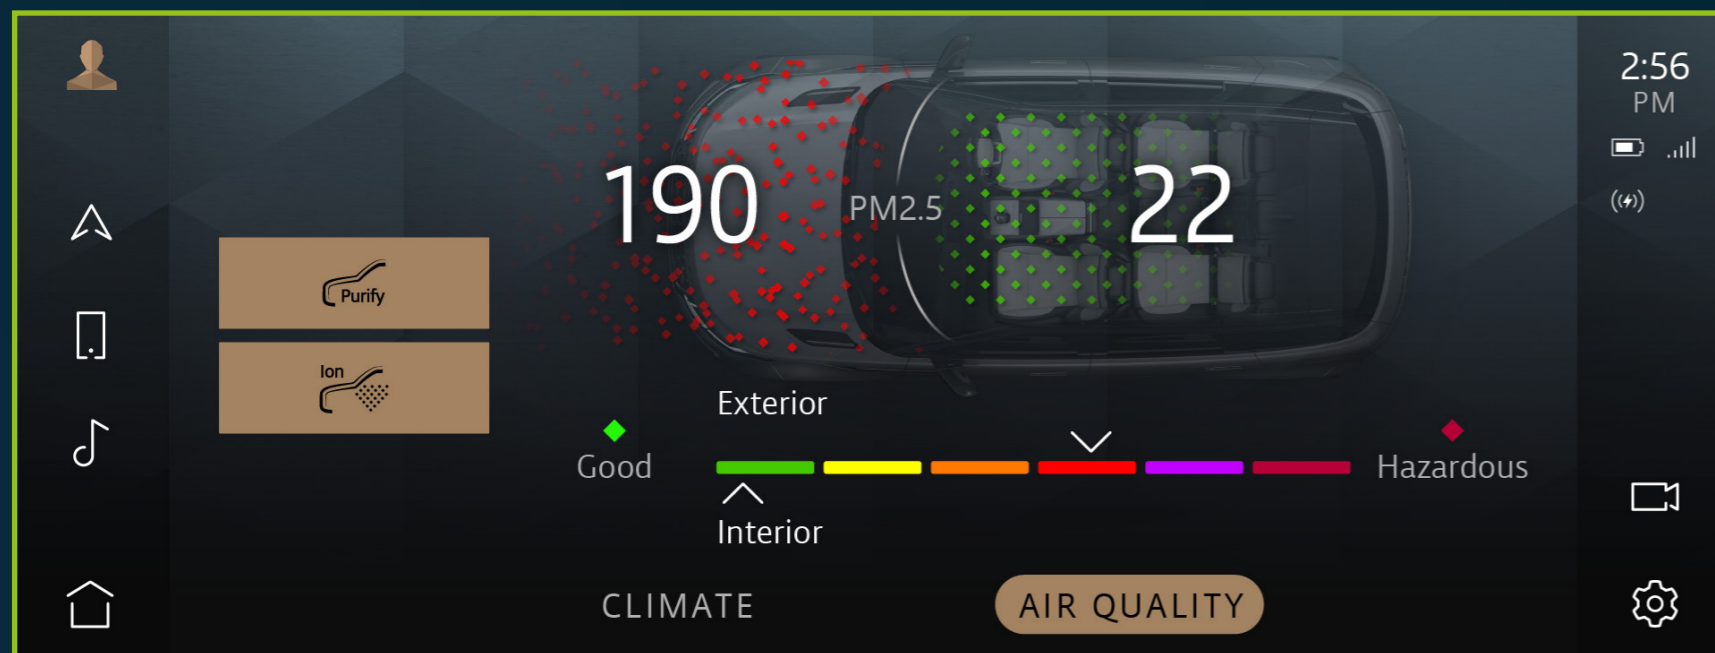 2:56
PM
190
PM2.5
22
Purify
Ion
Exterior
Good
Hazardous
Interior
CLIMATE
AIR QUALITY